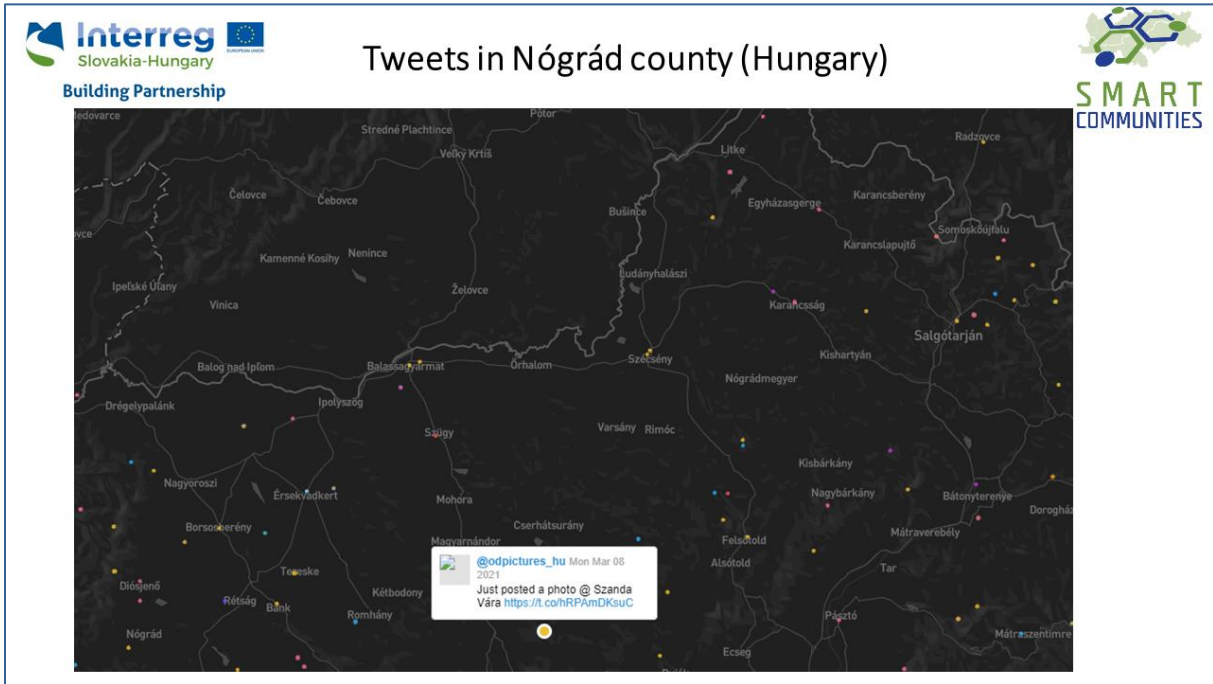 Interreg
EUROPEAN UNION
Slovakia-Hungary
Building Partnership
Tweets in Nógrád county (Hungary)
SMART
COMMUNITIES
Pôtor
Stredné Plachtince
Veľký Krtíš
Litke
Radzovce
Čelovce
Čebovce
Bušince
Egyházasgerge
Karancsberény
Somoskőújfalu
Karancslapujtő
Kamenné Kosihy
Nenince
Ludányhalászi
Ipeľské Úľany
Želovce
Vinica
Karancsság
Salgótarján
Balog nad Ipľom
Balassagyarmat
Őrhalom
Szécsény
Kishartyán
Nógrádmegyer
Drégelypalánk
Ipolyszög
Szügy
Varsány
Rimóc
Kisbárkány
Nagyoroszi
Érsekvadkert
Mohora
Nagybárkány
Bátonyterenye
Borsosberény
Cserhátsurány
Mátraverebély
Magyarnándor
Felsőtold
Alsótold
Tar
@odpictures_hu Mon Mar 08
2021
Just posted a photo @ Szanda
Vára https://t.co/hRPAmDKsuC
Tereske
Diósjenő
Kétbodony
Rétság
Bánk
Romhány
Pásztó
Nógrád
Mátraszentimre
Ecseg